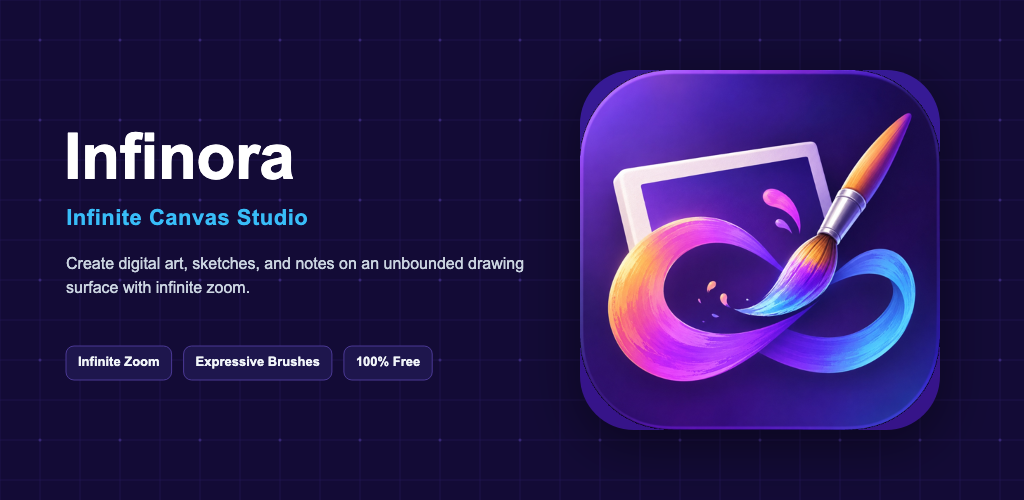 Infinora
Infinite Canvas Studio
Create digital art, sketches, and notes on an unbounded drawing
surface with infinite zoom.
Infinite Zoom
Expressive Brushes
100% Free